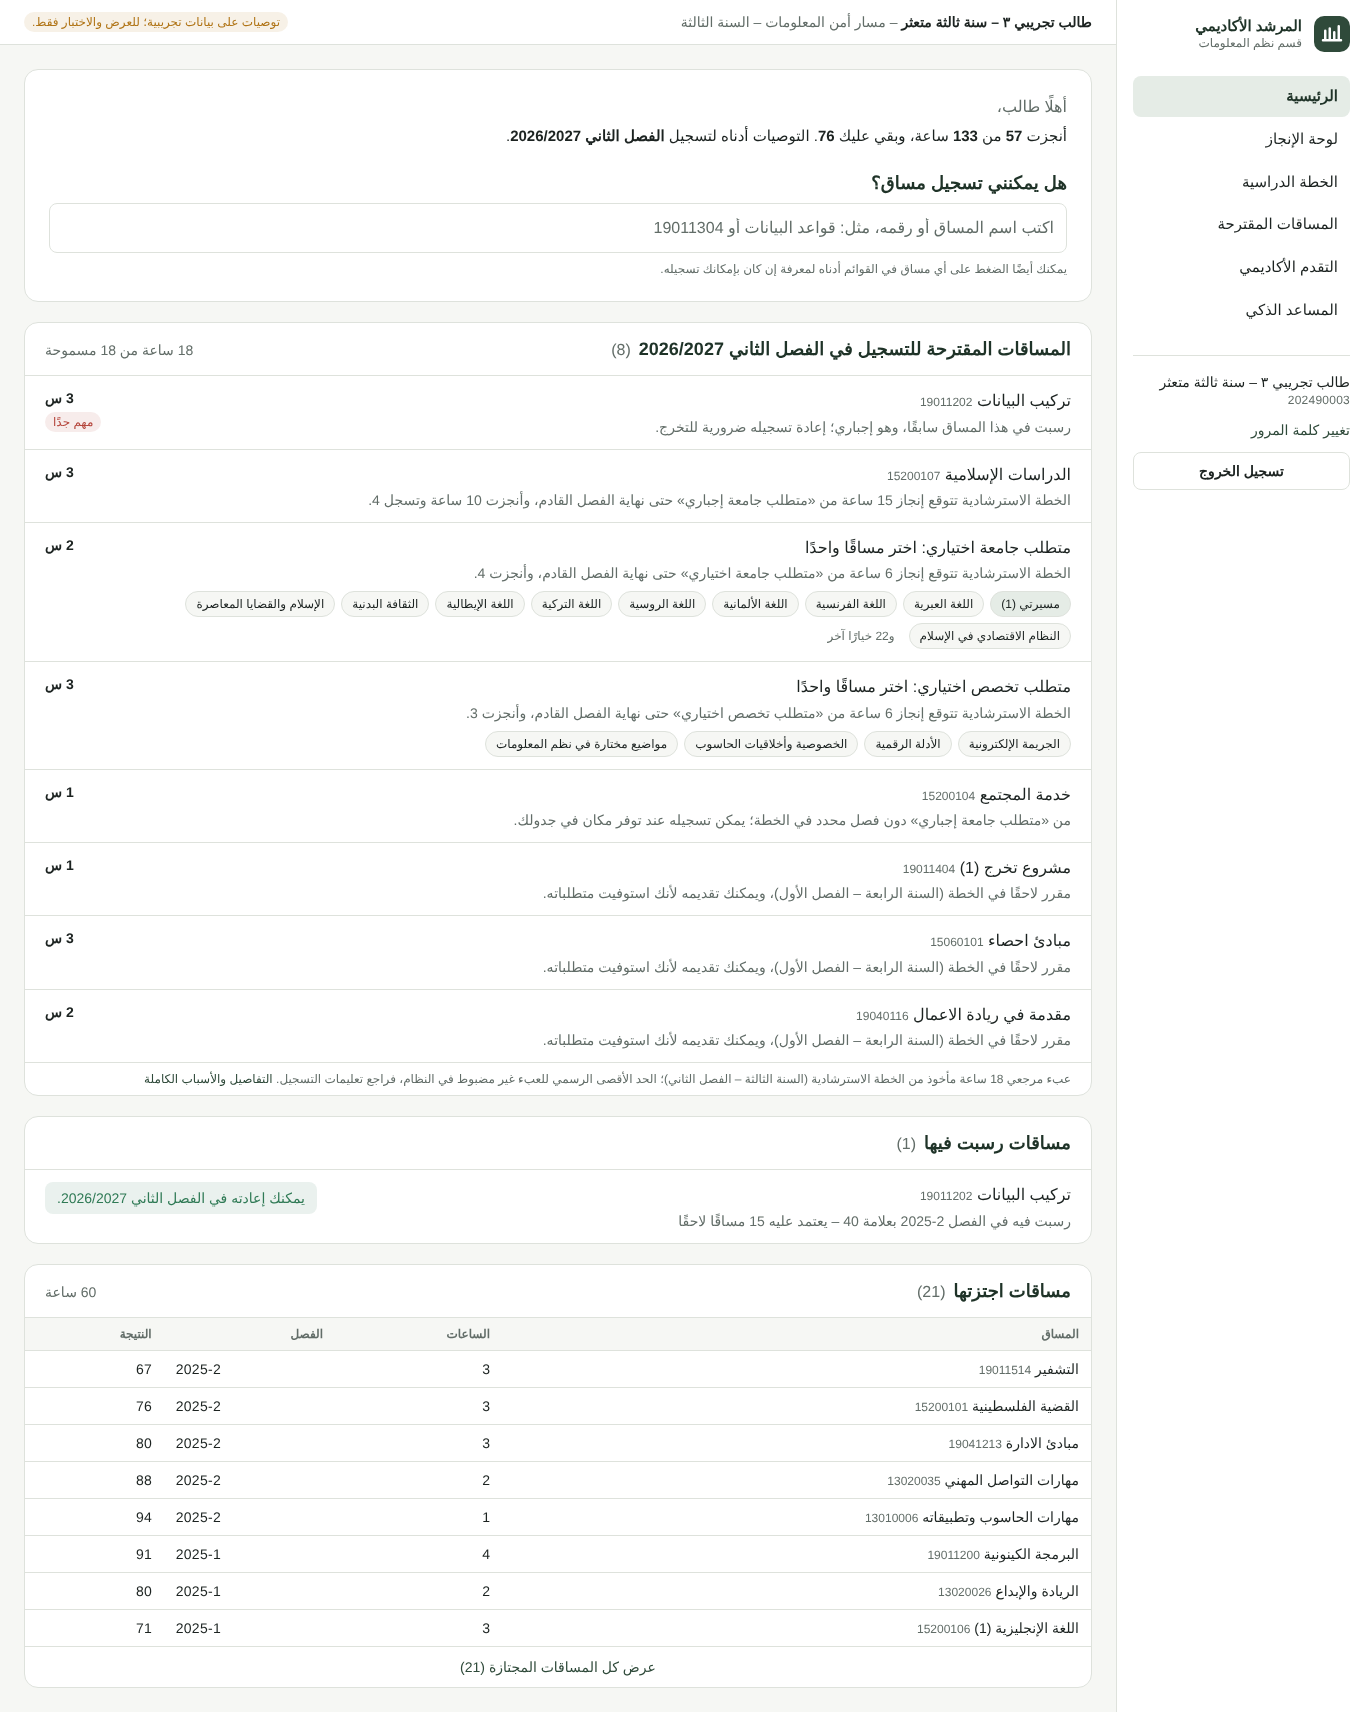 المرشد الأكاديمي
قسم نظم المعلومات
الرئيسية
لوحة الإنجاز
الخطة الدراسية
المساقات المقترحة
التقدم الأكاديمي
المساعد الذكي
طالب تجريبي ٣ – سنة ثالثة متعثر
202490003
تغيير كلمة المرور
تسجيل الخروج
طالب تجريبي ٣ – سنة ثالثة متعثر – مسار أمن المعلومات – السنة الثالثة
توصيات على بيانات تجريبية؛ للعرض والاختبار فقط.
أهلًا طالب،
أنجزت 57 من 133 ساعة، وبقي عليك 76. التوصيات أدناه لتسجيل الفصل الثاني 2026/2027.
هل يمكنني تسجيل مساق؟
اكتب اسم المساق أو رقمه، مثل: قواعد البيانات أو 19011304
يمكنك أيضًا الضغط على أي مساق في القوائم أدناه لمعرفة إن كان بإمكانك تسجيله.
المساقات المقترحة للتسجيل في الفصل الثاني 2026/2027 (8)
18 ساعة من 18 مسموحة
تركيب البيانات 19011202
3 س
رسبت في هذا المساق سابقًا، وهو إجباري؛ إعادة تسجيله ضرورية للتخرج.
مهم جدًا
الدراسات الإسلامية 15200107
3 س
الخطة الاسترشادية تتوقع إنجاز 15 ساعة من «متطلب جامعة إجباري» حتى نهاية الفصل القادم، وأنجزت 10 ساعة وتسجل 4.
متطلب جامعة اختياري: اختر مساقًا واحدًا
2 س
الخطة الاسترشادية تتوقع إنجاز 6 ساعة من «متطلب جامعة اختياري» حتى نهاية الفصل القادم، وأنجزت 4.
مسيرتي (1) اللغة العبرية اللغة الفرنسية اللغة الألمانية اللغة الروسية اللغة التركية اللغة الإيطالية الثقافة البدنية الإسلام والقضايا المعاصرة
النظام الاقتصادي في الإسلام و22 خيارًا آخر
متطلب تخصص اختياري: اختر مساقًا واحدًا
3 س
الخطة الاسترشادية تتوقع إنجاز 6 ساعة من «متطلب تخصص اختياري» حتى نهاية الفصل القادم، وأنجزت 3.
الجريمة الإلكترونية الأدلة الرقمية الخصوصية وأخلاقيات الحاسوب مواضيع مختارة في نظم المعلومات
خدمة المجتمع 15200104
1 س
من «متطلب جامعة إجباري» دون فصل محدد في الخطة؛ يمكن تسجيله عند توفر مكان في جدولك.
مشروع تخرج (1) 19011404
1 س
مقرر لاحقًا في الخطة (السنة الرابعة – الفصل الأول)، ويمكنك تقديمه لأنك استوفيت متطلباته.
مبادئ احصاء 15060101
3 س
مقرر لاحقًا في الخطة (السنة الرابعة – الفصل الأول)، ويمكنك تقديمه لأنك استوفيت متطلباته.
مقدمة في ريادة الاعمال 19040116
2 س
مقرر لاحقًا في الخطة (السنة الرابعة – الفصل الأول)، ويمكنك تقديمه لأنك استوفيت متطلباته.
عبء مرجعي 18 ساعة مأخوذ من الخطة الاسترشادية (السنة الثالثة – الفصل الثاني)؛ الحد الأقصى الرسمي للعبء غير مضبوط في النظام، فراجع تعليمات التسجيل. التفاصيل والأسباب الكاملة
مساقات رسبت فيها (1)
تركيب البيانات 19011202
يمكنك إعادته في الفصل الثاني 2026/2027.
رسبت فيه في الفصل 2-2025 بعلامة 40 – يعتمد عليه 15 مساقًا لاحقًا
مساقات اجتزتها (21)
60 ساعة
المساق الساعات الفصل النتيجة
التشفير 19011514 3 2025-2 67
القضية الفلسطينية 15200101 3 2025-2 76
مبادئ الادارة 19041213 3 2025-2 80
مهارات التواصل المهني 13020035 2 2025-2 88
مهارات الحاسوب وتطبيقاته 13010006 1 2025-2 94
البرمجة الكينونية 19011200 4 2025-1 91
الريادة والإبداع 13020026 2 2025-1 80
اللغة الإنجليزية (1) 15200106 3 2025-1 71
عرض كل المساقات المجتازة (21)